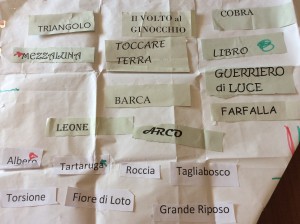 TRIANGOLO
Il VOLTO al
GINOCCHIO
COBRA
MEZZALUNA
TOCCARE
TERRA
LIBRO
GUERRIERO
di LUCE
BARCA
FARFALLA
LEONE
ARCO
Albero
Tartaruga
Roccia
Tagliabosco
Torsione
Fiore di Loto
Grande Riposo